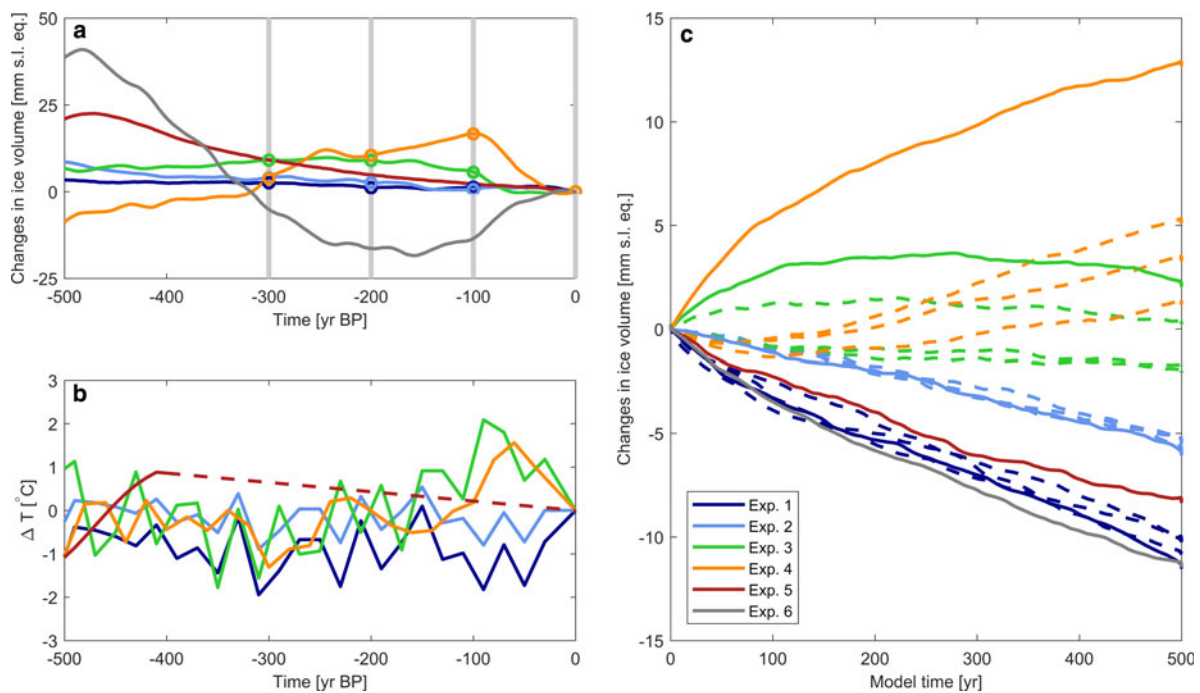 a
Changes in ice volume [mm s.l. eq.]
50
25
0
-25
-500 -400 -300 -200 -100 0
Time [yr BP]
b
Δ T [°C]
3
2
1
0
-1
-2
-3
-500 -400 -300 -200 -100 0
Time [yr BP]
c
Changes in ice volume [mm s.l. eq.]
15
10
5
0
-5
-10
-15
Exp. 1
Exp. 2
Exp. 3
Exp. 4
Exp. 5
Exp. 6
0 100 200 300 400 500
Model time [yr]